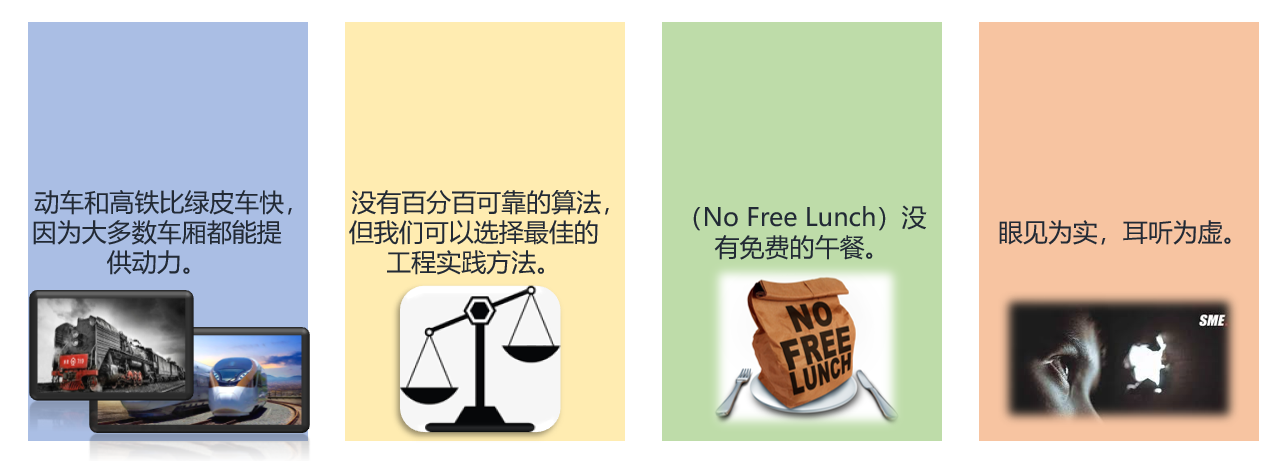 动车和高铁比绿皮车快，
因为大多数车厢都能提
供动力。
没有百分百可靠的算法，
但我们可以选择最佳的
工程实践方法。
（No Free Lunch）没
有免费的午餐。
NO
FREE
LUNCH
眼见为实，耳听为虚。
SME